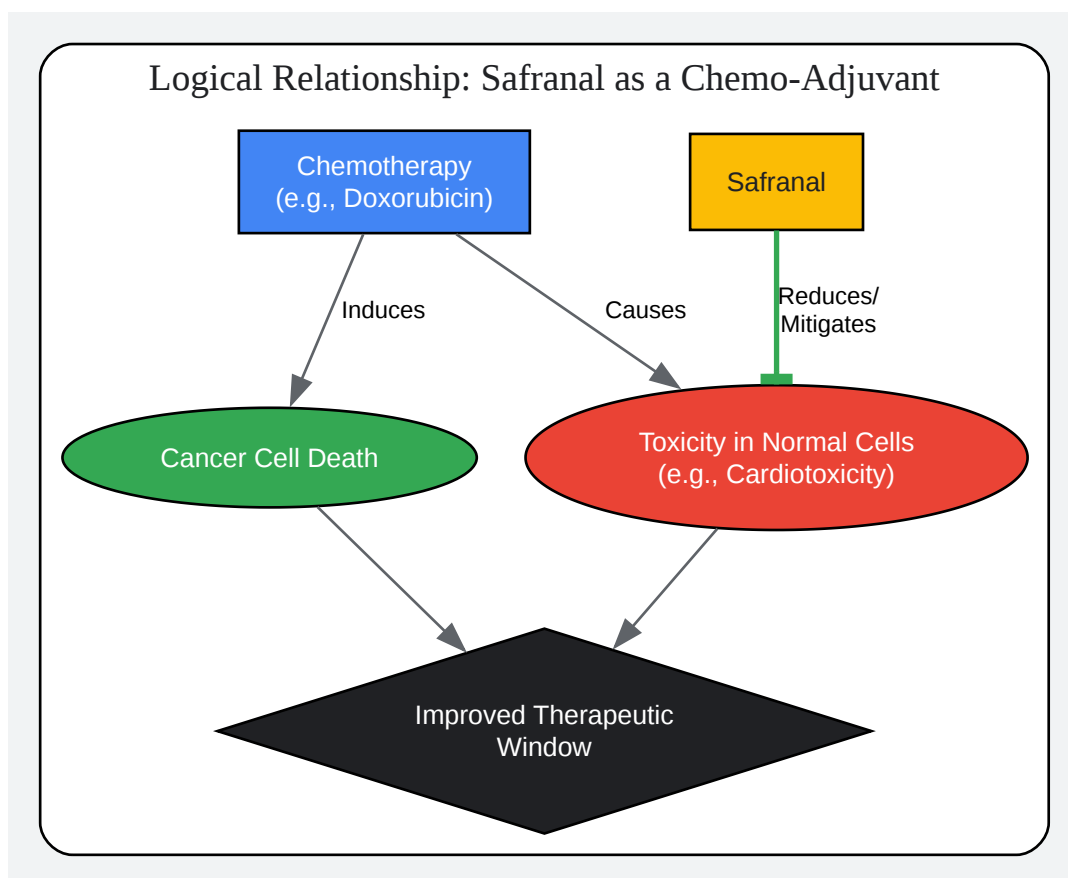 Logical Relationship: Safranal as a Chemo-Adjuvant
Chemotherapy
(e.g., Doxorubicin)
Safranal
Induces
Causes
Reduces/
Mitigates
Cancer Cell Death
Toxicity in Normal Cells
(e.g., Cardiotoxicity)
Improved Therapeutic
Window